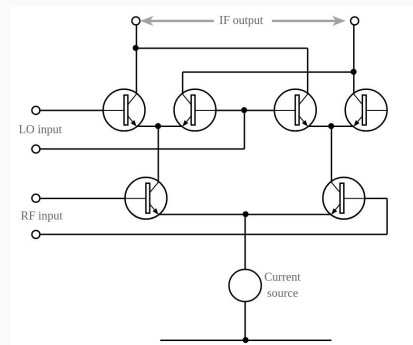 IF output
LO input
RF input
Current
source